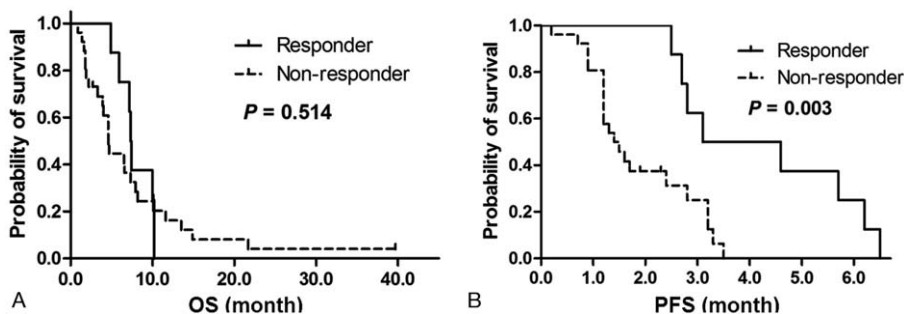 Probability of survival
1.0
0.8
0.6
0.4
0.2
0.0
0.0 10.0 20.0 30.0 40.0
OS (month)
Responder
Non-responder
P = 0.514
A
Probability of survival
1.0
0.8
0.6
0.4
0.2
0.0
0.0 1.0 2.0 3.0 4.0 5.0 6.0
PFS (month)
Responder
Non-responder
P = 0.003
B